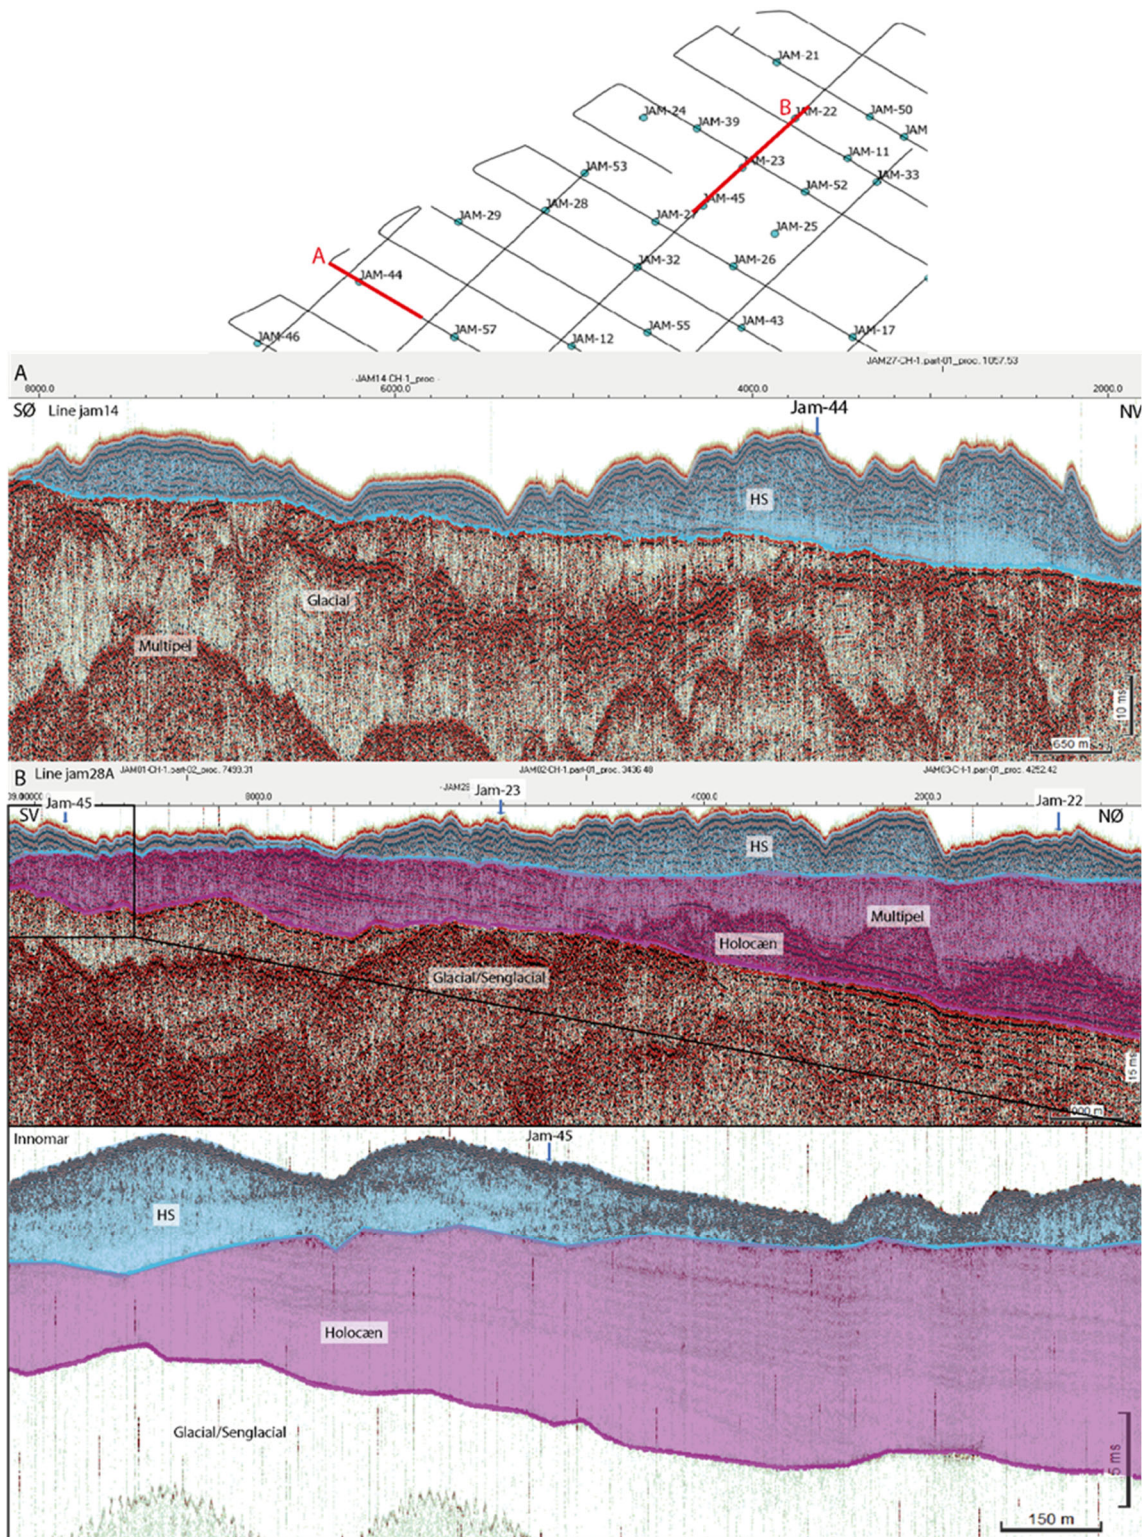 JAM-21
JAM-24
JAM-39
B
JAM-22
JAM-50
JAM
JAM-53
JAM-23
JAM-11
JAM-33
JAM-28
JAM-29
JAM-27
JAM-45
JAM-52
JAM-25
A
JAM-44
JAM-32
JAM-26
JAM-46
JAM-57
JAM-12
JAM-55
JAM-43
JAM-17
A
8000.0
JAM14-CH-1_proc.
6000.0
4000.0
JAM27-CH-1.part-01_proc. 1057.53
2000.0
SØ Line jam14
Jam-44
NV
HS
Glacial
Multipel
10 ms
650 m
B Line jam28A
JAM01-CH-1.part-02_proc. 7499.31
JAM02-CH-1.part-01_proc. 3436.48
JAM03-CH-1.part-01_proc. 4252.42
Jam-45
8000.0
-JAM28
Jam-23
4000.0
2000.0
Jam-22
SV
NØ
HS
Multipel
Holocæn
Glacial/Senglacial
15 ms
Innomar
Jam-45
HS
Holocæn
Glacial/Senglacial
5 ms
150 m